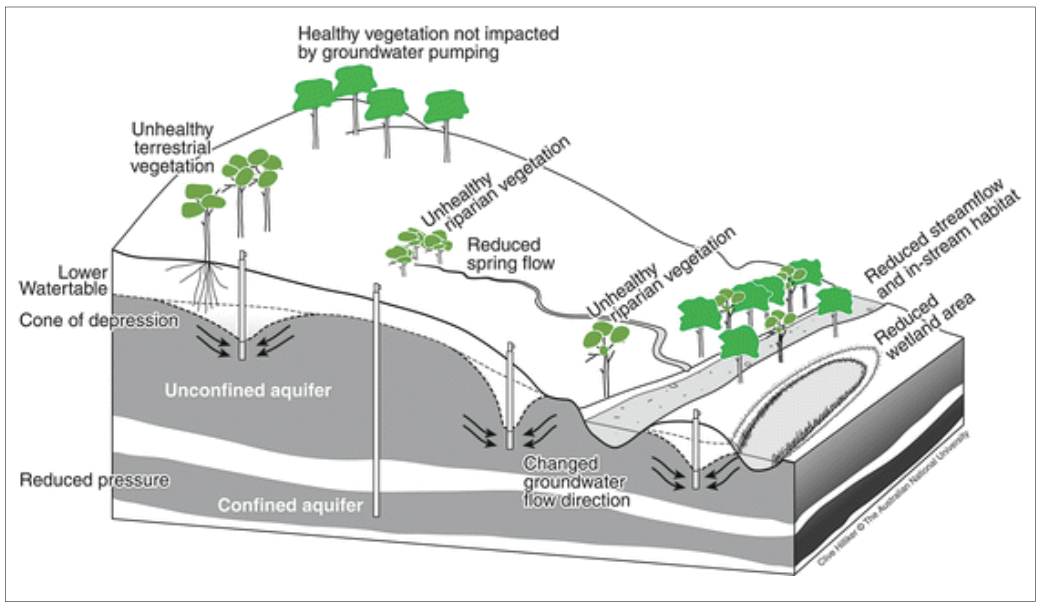 Healthy vegetation not impacted
by groundwater pumping
Unhealthy
terrestrial
vegetation
Unhealthy
riparian vegetation
Reduced
spring flow
Unhealthy
riparian vegetation
Reduced streamflow
and in-stream habitat
Reduced
wetland area
Lower
Watertable
Cone of depression
Unconfined aquifer
Changed
groundwater
flow direction
Reduced pressure
Confined aquifer
Clive Hilliker © The Australian National University